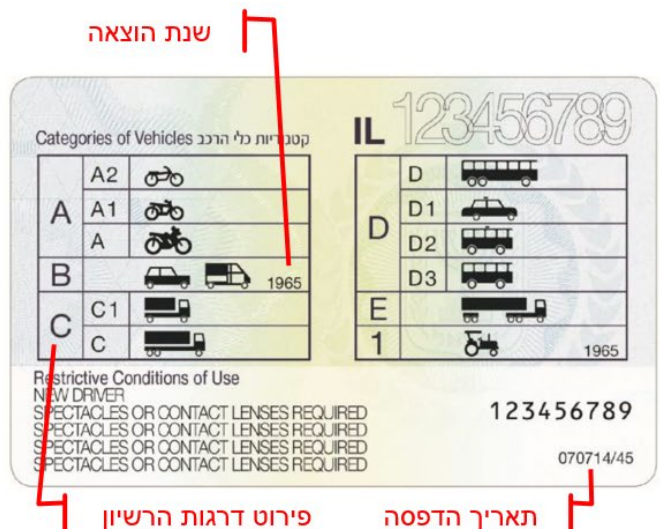 שנת הוצאה
Categories of Vehicles קטגוריות כלי הרכב
IL 123456789
A
A2
A1
A
B
1965
C
C1
C
D
D
D1
D2
D3
E
1
1965
Restrictive Conditions of Use
NEW DRIVER
SPECTACLES OR CONTACT LENSES REQUIRED
SPECTACLES OR CONTACT LENSES REQUIRED
SPECTACLES OR CONTACT LENSES REQUIRED
SPECTACLES OR CONTACT LENSES REQUIRED
123456789
070714/45
פירוט דרגות הרשיון
תאריך הדפסה